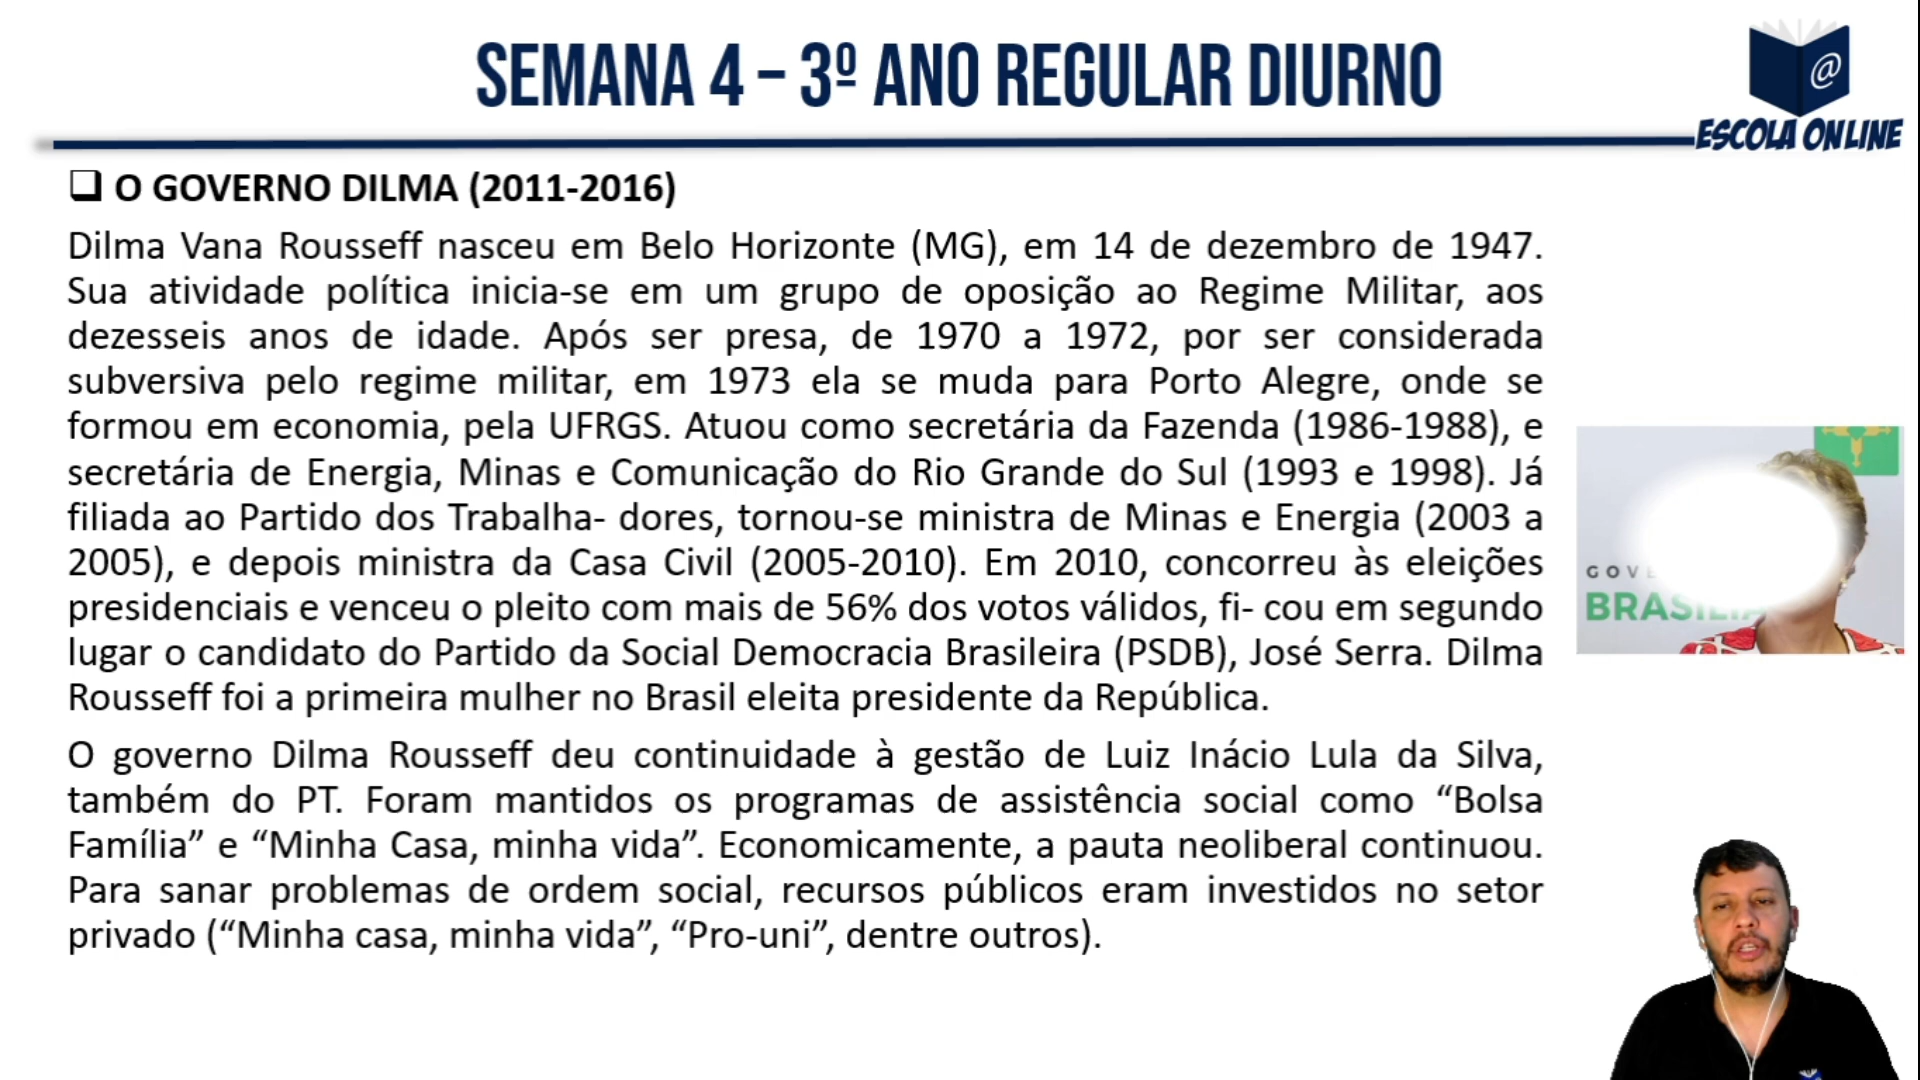 SEMANA 4 – 3º ANO REGULAR DIURNO
@
ESCOLA ONLINE
❑ O GOVERNO DILMA (2011-2016)
Dilma Vana Rousseff nasceu em Belo Horizonte (MG), em 14 de dezembro de 1947.
Sua atividade política inicia-se em um grupo de oposição ao Regime Militar, aos
dezesseis anos de idade. Após ser presa, de 1970 a 1972, por ser considerada
subversiva pelo regime militar, em 1973 ela se muda para Porto Alegre, onde se
formou em economia, pela UFRGS. Atuou como secretária da Fazenda (1986-1988), e
secretária de Energia, Minas e Comunicação do Rio Grande do Sul (1993 e 1998). Já
filiada ao Partido dos Trabalha- dores, tornou-se ministra de Minas e Energia (2003 a
2005), e depois ministra da Casa Civil (2005-2010). Em 2010, concorreu às eleições
presidenciais e venceu o pleito com mais de 56% dos votos válidos, fi- cou em segundo
lugar o candidato do Partido da Social Democracia Brasileira (PSDB), José Serra. Dilma
Rousseff foi a primeira mulher no Brasil eleita presidente da República.
O governo Dilma Rousseff deu continuidade à gestão de Luiz Inácio Lula da Silva,
também do PT. Foram mantidos os programas de assistência social como “Bolsa
Família” e “Minha Casa, minha vida”. Economicamente, a pauta neoliberal continuou.
Para sanar problemas de ordem social, recursos públicos eram investidos no setor
privado (“Minha casa, minha vida”, “Pro-uni”, dentre outros).
GOVE
BRASÍLIA